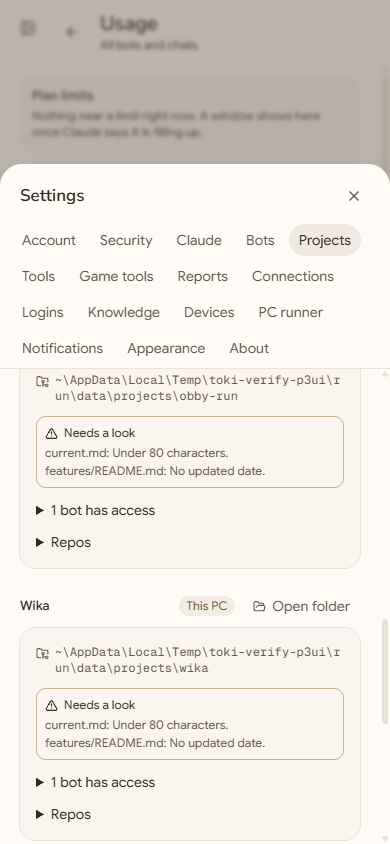 Usage
All bots and chats
Plan limits
Nothing near a limit right now. A window shows here
once Claude says it is filling up.
Settings
Account Security Claude Bots Projects
Tools Game tools Reports Connections
Logins Knowledge Devices PC runner
Notifications Appearance About
~\AppData\Local\Temp\toki-verify-p3ui\r
un\data\projects\obby-run
Needs a look
current.md: Under 80 characters.
features/README.md: No updated date.
1 bot has access
Repos
Wika This PC Open folder
~\AppData\Local\Temp\toki-verify-p3ui\r
un\data\projects\wika
Needs a look
current.md: Under 80 characters.
features/README.md: No updated date.
1 bot has access
Repos